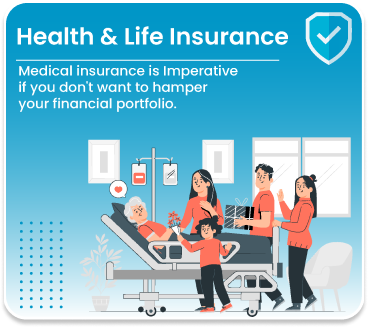 Health & Life Insurance
Medical insurance is Imperative
if you don't want to hamper
your financial portfolio.